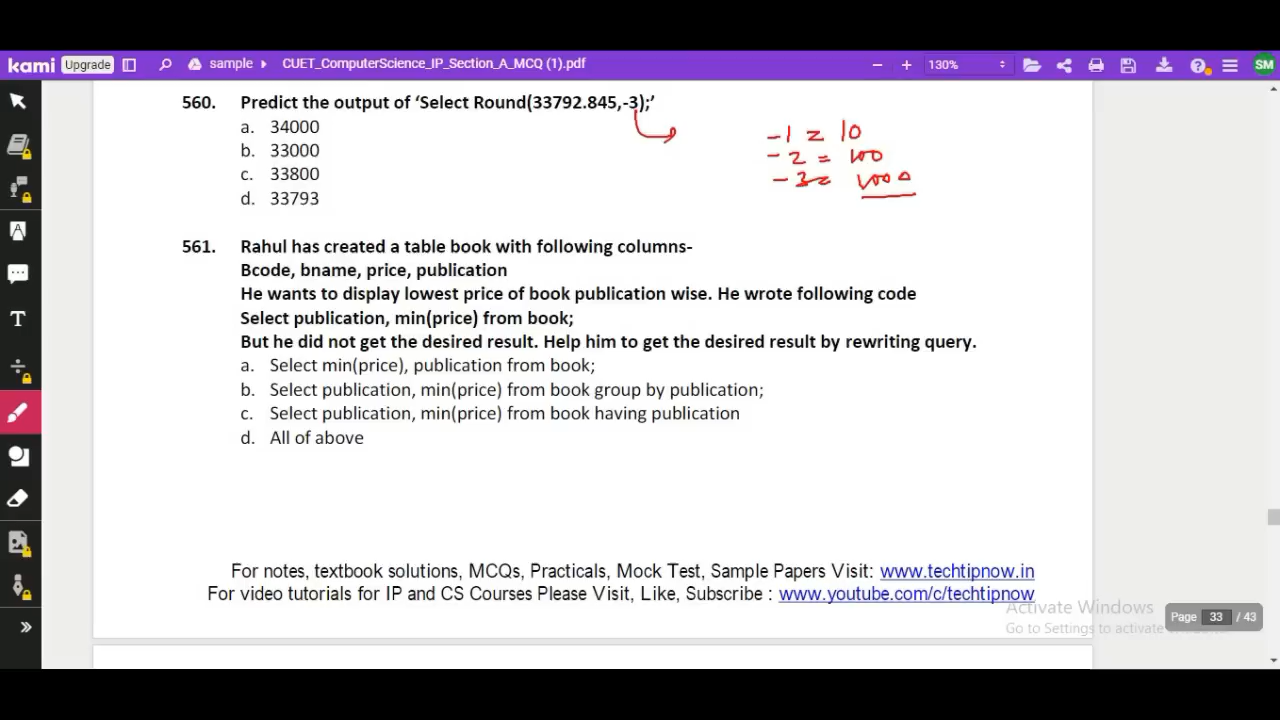 kami Upgrade sample CUET_ComputerScience_IP_Section_A_MCQ (1).pdf 130% SM
560. Predict the output of ‘Select Round(33792.845,-3);’
a. 34000
b. 33000
c. 33800
d. 33793
-1 = 10
-2 = 100
-3= 1000
561. Rahul has created a table book with following columns-
Bcode, bname, price, publication
He wants to display lowest price of book publication wise. He wrote following code
Select publication, min(price) from book;
But he did not get the desired result. Help him to get the desired result by rewriting query.
a. Select min(price), publication from book;
b. Select publication, min(price) from book group by publication;
c. Select publication, min(price) from book having publication
d. All of above
For notes, textbook solutions, MCQs, Practicals, Mock Test, Sample Papers Visit: www.techtipnow.in
For video tutorials for IP and CS Courses Please Visit, Like, Subscribe : www.youtube.com/c/techtipnow
Activate Windows
Page 33 / 43
Go to Settings to activate